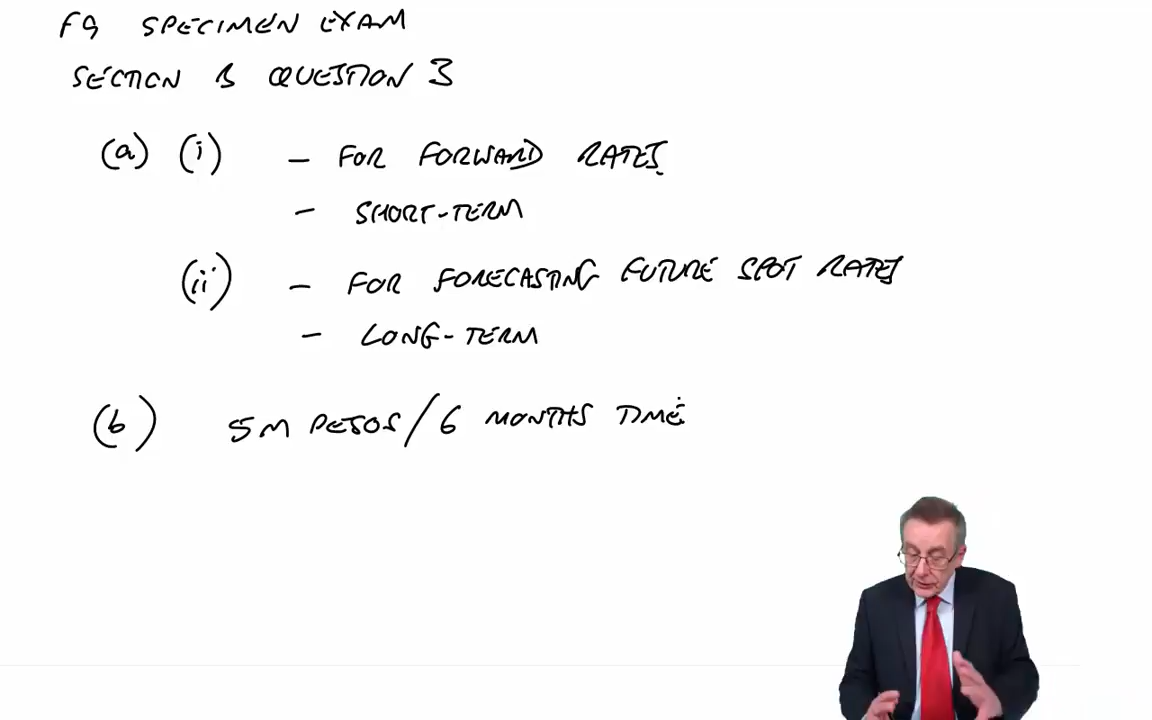 F9 SPECIMEN EXAM
SECTION B QUESTION 3
(a) (i) - FOR FORWARD RATES
- SHORT-TERM
(ii) - FOR FORECASTING FUTURE SPOT RATES
- LONG-TERM
(b) 5M PESOS/6 MONTHS TIME